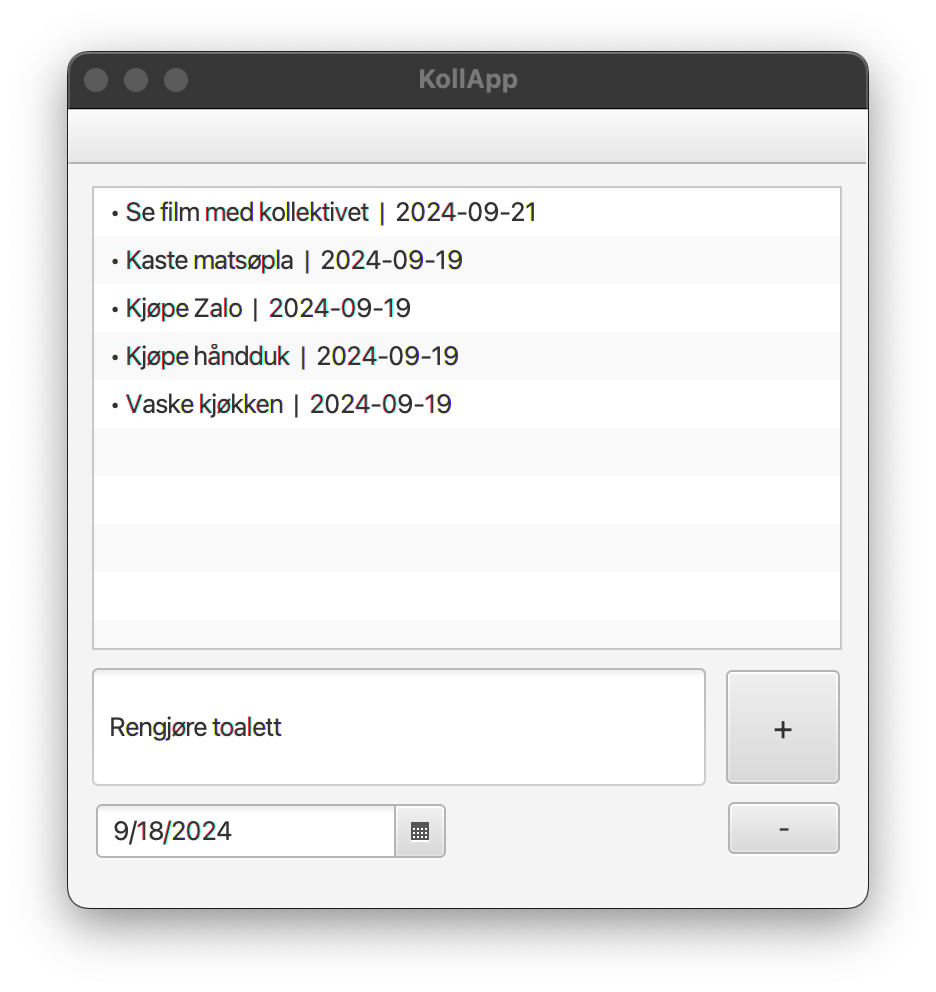 KollApp
• Se film med kollektivet | 2024-09-21
• Kaste matsøpla | 2024-09-19
• Kjøpe Zalo | 2024-09-19
• Kjøpe håndduk | 2024-09-19
• Vaske kjøkken | 2024-09-19
Rengjøre toalett
+
9/18/2024
-